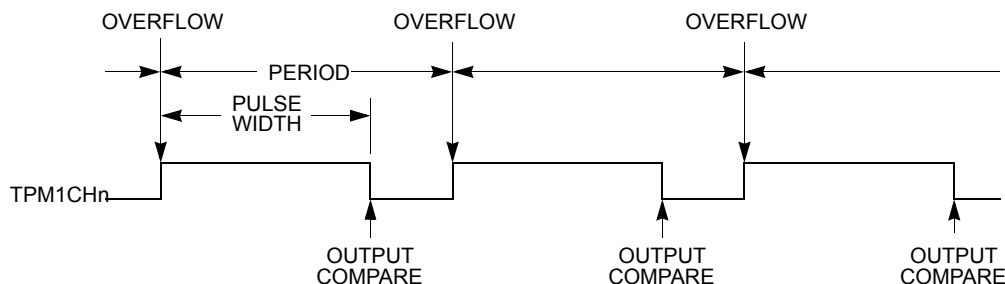 OVERFLOW OVERFLOW OVERFLOW
PERIOD
PULSE
WIDTH
TPM1CHn
OUTPUT
COMPARE
OUTPUT
COMPARE
OUTPUT
COMPARE